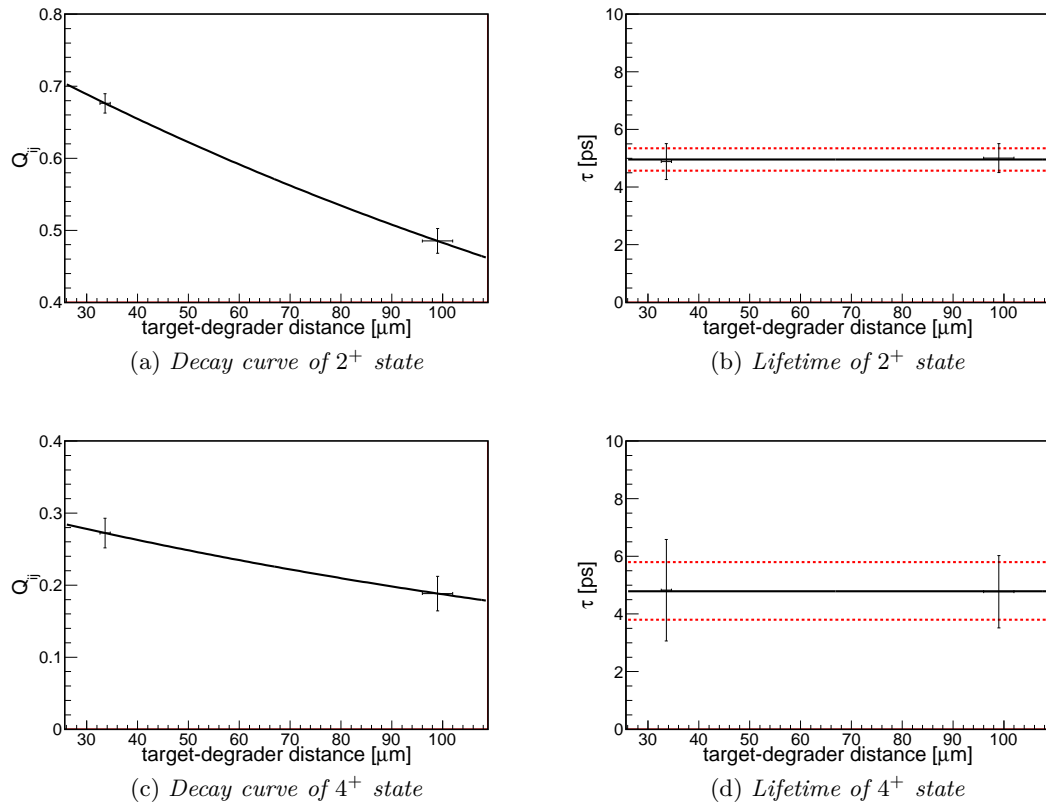 0.8
0.7
0.6
0.5
0.4
Q_ij
30 40 50 60 70 80 90 100
target-degrader distance [μm]
(a) Decay curve of 2⁺ state
10
8
6
4
2
0
τ [ps]
30 40 50 60 70 80 90 100
target-degrader distance [μm]
(b) Lifetime of 2⁺ state
0.4
0.3
0.2
0.1
0
Q_ij
30 40 50 60 70 80 90 100
target-degrader distance [μm]
(c) Decay curve of 4⁺ state
10
8
6
4
2
0
τ [ps]
30 40 50 60 70 80 90 100
target-degrader distance [μm]
(d) Lifetime of 4⁺ state